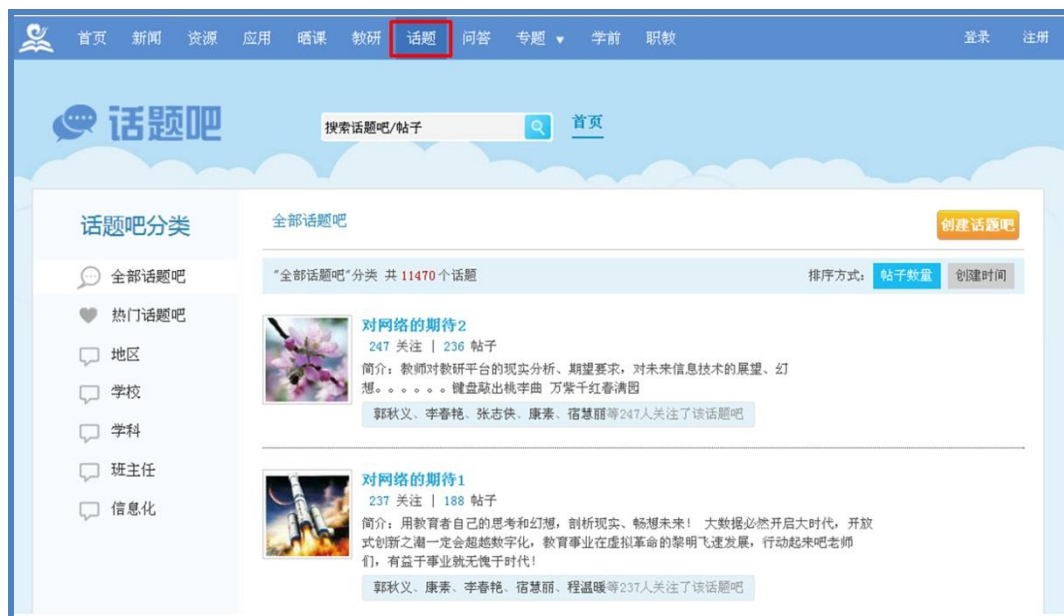 首页 新闻 资源 应用 晒课 教研 话题 问答 专题 学前 职教 登录 注册
话题吧
搜索话题吧/帖子
首页
话题吧分类
全部话题吧
热门话题吧
地区
学校
学科
班主任
信息化
全部话题吧
创建话题吧
"全部话题吧"分类 共11470个话题
排序方式： 帖子数量 创建时间
对网络的期待2
247 关注 | 236 帖子
简介：教师对教研平台的现实分析、期望要求，对未来信息技术的展望、幻
想。。。。。。键盘敲出桃李曲 万紫千红春满园
郭秋义、李春艳、张志侠、康素、宿慧丽等247人关注了该话题吧
对网络的期待1
237 关注 | 188 帖子
简介：用教育者自己的思考和幻想，剖析现实、畅想未来！ 大数据必然开启大时代，开放
式创新之潮一定会超越数字化，教育事业在虚拟革命的黎明飞速发展，行动起来吧老师
们，有益于事业就无愧于时代！
郭秋义、康素、李春艳、宿慧丽、程温暖等237人关注了该话题吧